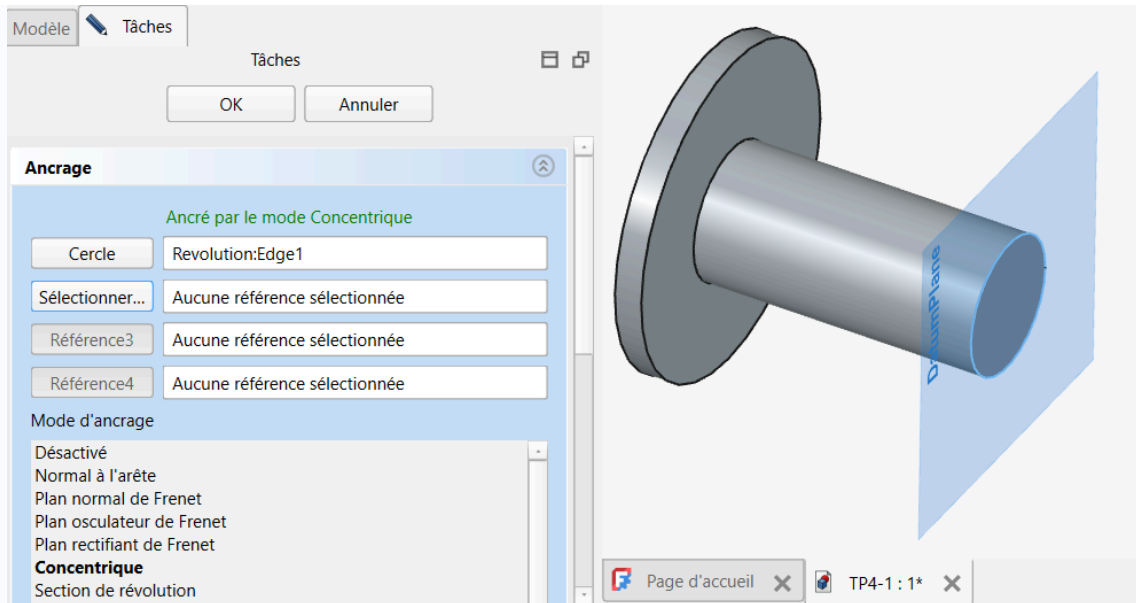 Modèle
Tâches
Tâches
OK
Annuler
Ancrage
Ancré par le mode Concentrique
Cercle
Revolution:Edge1
Sélectionner...
Aucune référence sélectionnée
Référence3
Aucune référence sélectionnée
Référence4
Aucune référence sélectionnée
Mode d'ancrage
Désactivé
Normal à l'arête
Plan normal de Frenet
Plan osculateur de Frenet
Plan rectifiant de Frenet
Concentrique
Section de révolution
DatumPlane
Page d'accueil
TP4-1 : 1*